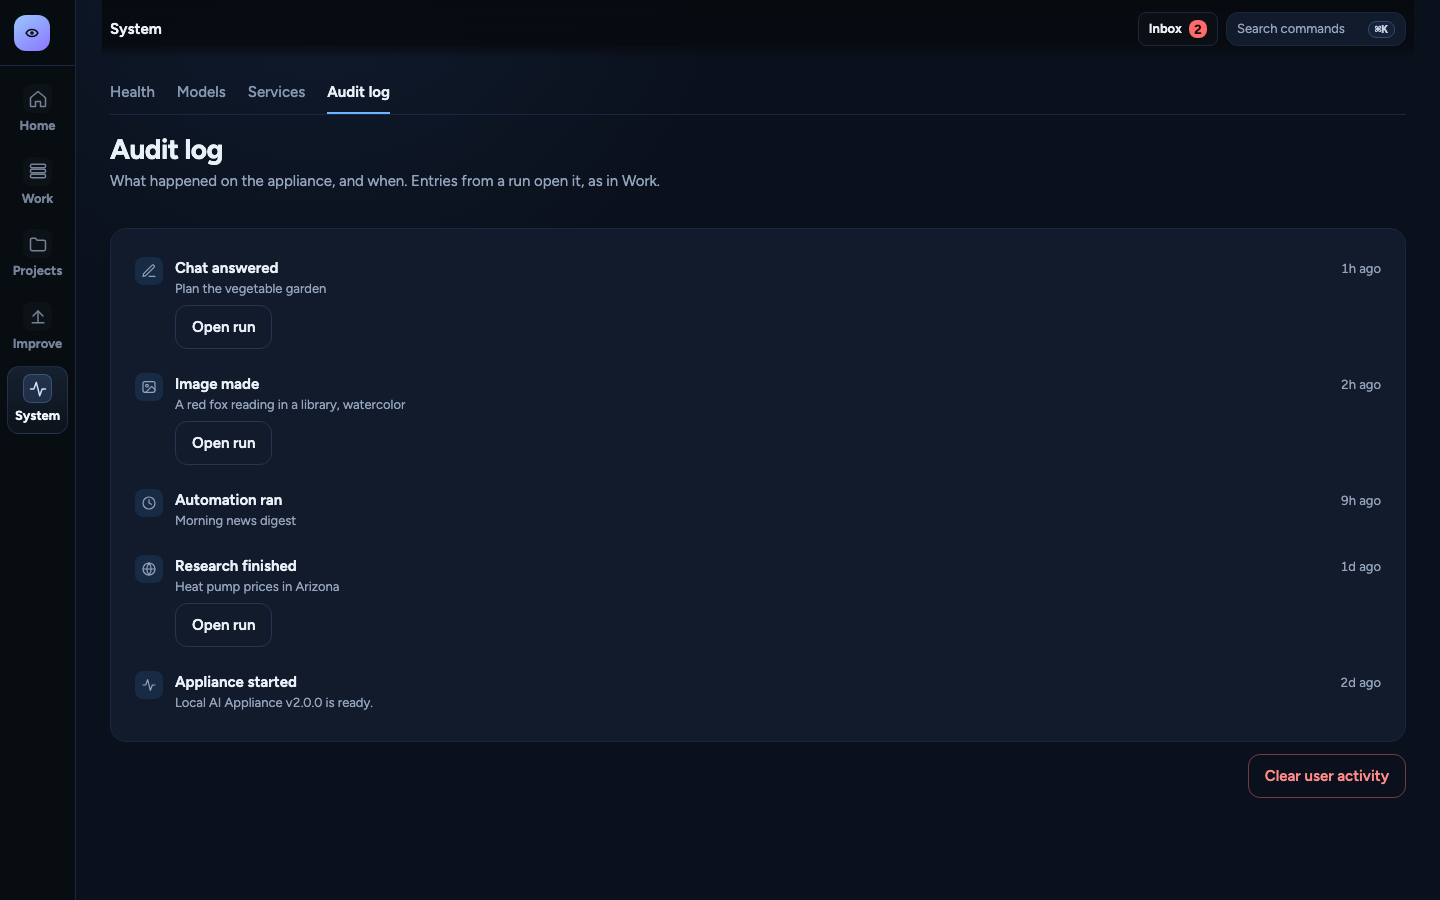 System
Inbox 2
Search commands ⌘K
Home
Work
Projects
Improve
System
Health Models Services Audit log
Audit log
What happened on the appliance, and when. Entries from a run open it, as in Work.
Chat answered 1h ago
Plan the vegetable garden
Open run
Image made 2h ago
A red fox reading in a library, watercolor
Open run
Automation ran 9h ago
Morning news digest
Research finished 1d ago
Heat pump prices in Arizona
Open run
Appliance started 2d ago
Local AI Appliance v2.0.0 is ready.
Clear user activity